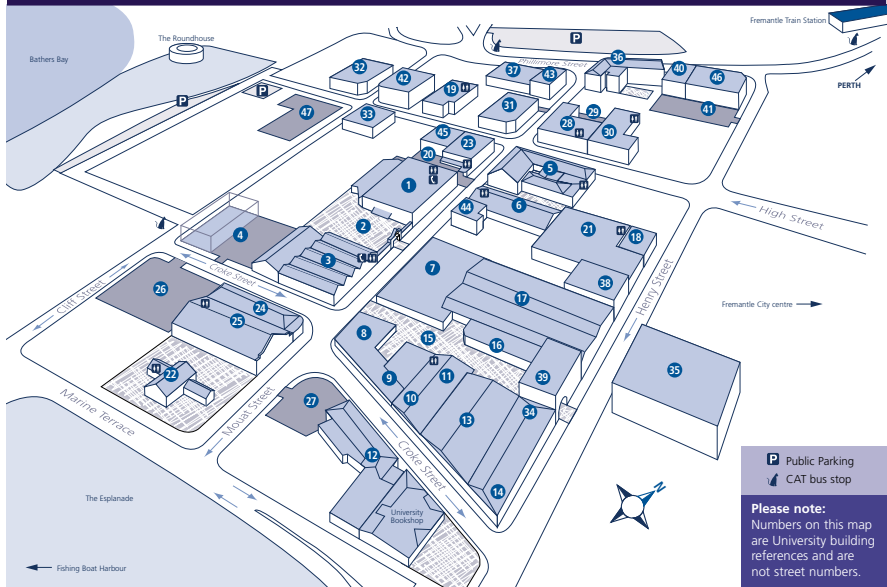 Fremantle Train Station
The Roundhouse
P
Bathers Bay
Phillimore Street
36
32
42
37
43
40
46
PERTH
19
P
P
47
33
31
29
41
28
30
45
23
20
5
1
44
6
High Street
2
21
18
4
3
Croke Street
7
38
26
Cliff Street
17
Henry Street
Fremantle City centre
24
25
8
15
16
35
22
9
11
39
10
27
13
34
Marine Terrace
Mouat Street
12
Croke Street
14
N
The Esplanade
University
Bookshop
Fishing Boat Harbour
P Public Parking
CAT bus stop
Please note:
Numbers on this map
are University building
references and are
not street numbers.